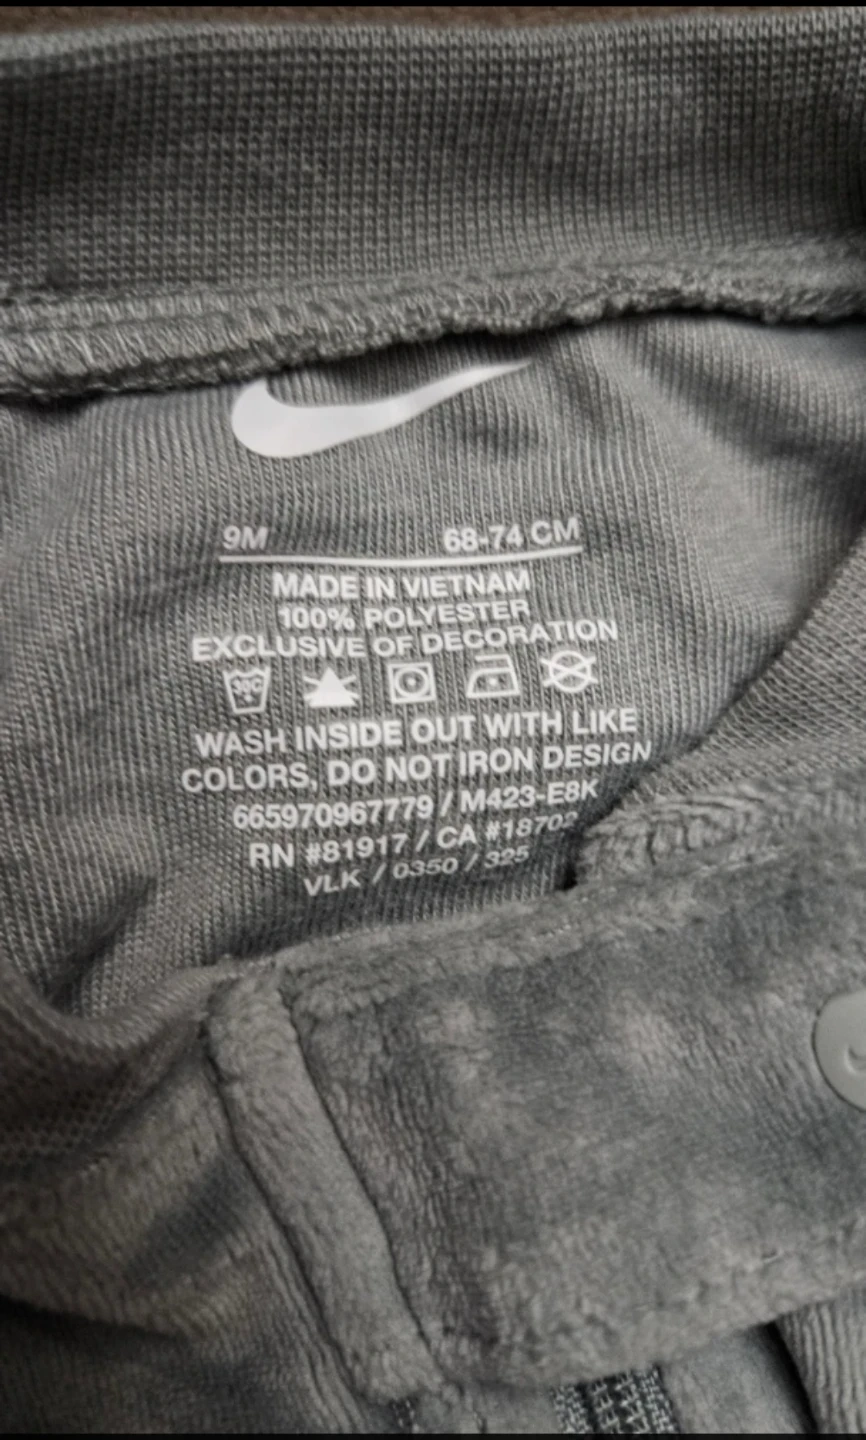 9M 68-74 CM
MADE IN VIETNAM
100% POLYESTER
EXCLUSIVE OF DECORATION
30C
WASH INSIDE OUT WITH LIKE
COLORS, DO NOT IRON DESIGN
665970967779 / M423-E8K
RN #81917 / CA #18702
VLK / 0350 / 325